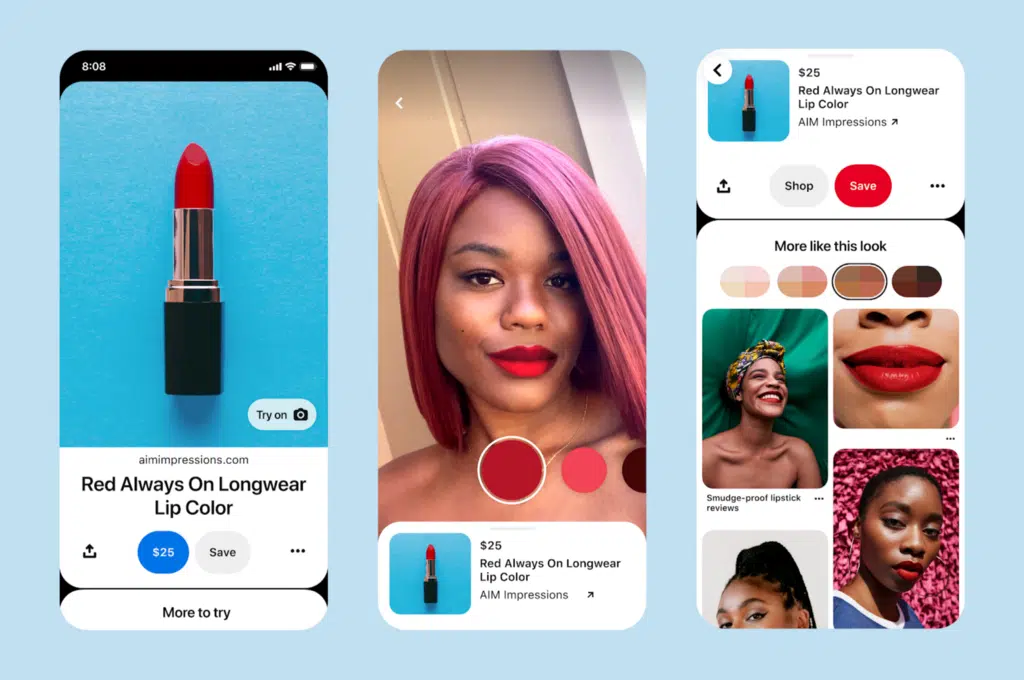 8:08
Try on
aimimpressions.com
Red Always On Longwear
Lip Color
$25
Save
More to try
$25
Red Always On Longwear
Lip Color
AIM Impressions
$25
Red Always On Longwear
Lip Color
AIM Impressions
Shop
Save
More like this look
Smudge-proof lipstick
reviews